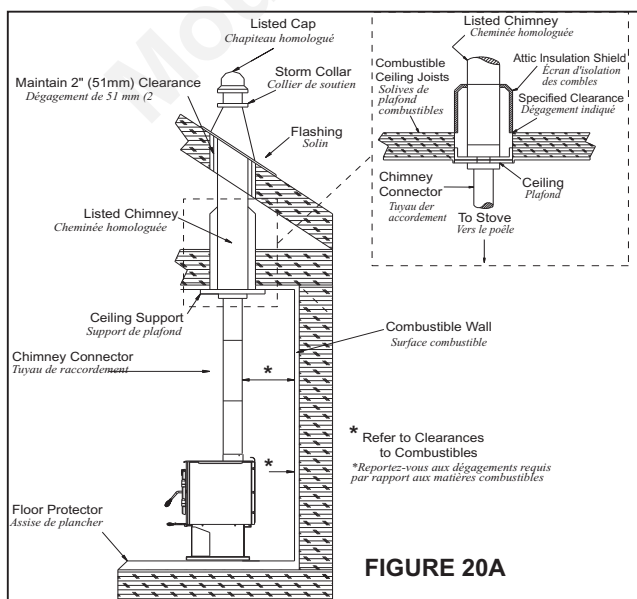 Listed Cap
Chapiteau homologué
Storm Collar
Collier de soutien
Maintain 2" (51mm) Clearance
Dégagement de 51 mm (2
Flashing
Solin
Listed Chimney
Cheminée homologuée
Ceiling Support
Support de plafond
Chimney Connector
Tuyau de raccordement
Floor Protector
Assise de plancher
Combustible Wall
Surface combustible
*
*
* Refer to Clearances
to Combustibles
*Reportez-vous aux dégagements requis
par rapport aux matières combustibles
FIGURE 20A
Listed Chimney
Cheminée homologuée
Combustible
Ceiling Joists
Solives de
plafond
combustibles
Attic Insulation Shield
Écran d'isolation
des combles
Specified Clearance
Dégagement indiqué
Chimney
Connector
Tuyau der
accordement
Ceiling
Plafond
To Stove
Vers le poêle